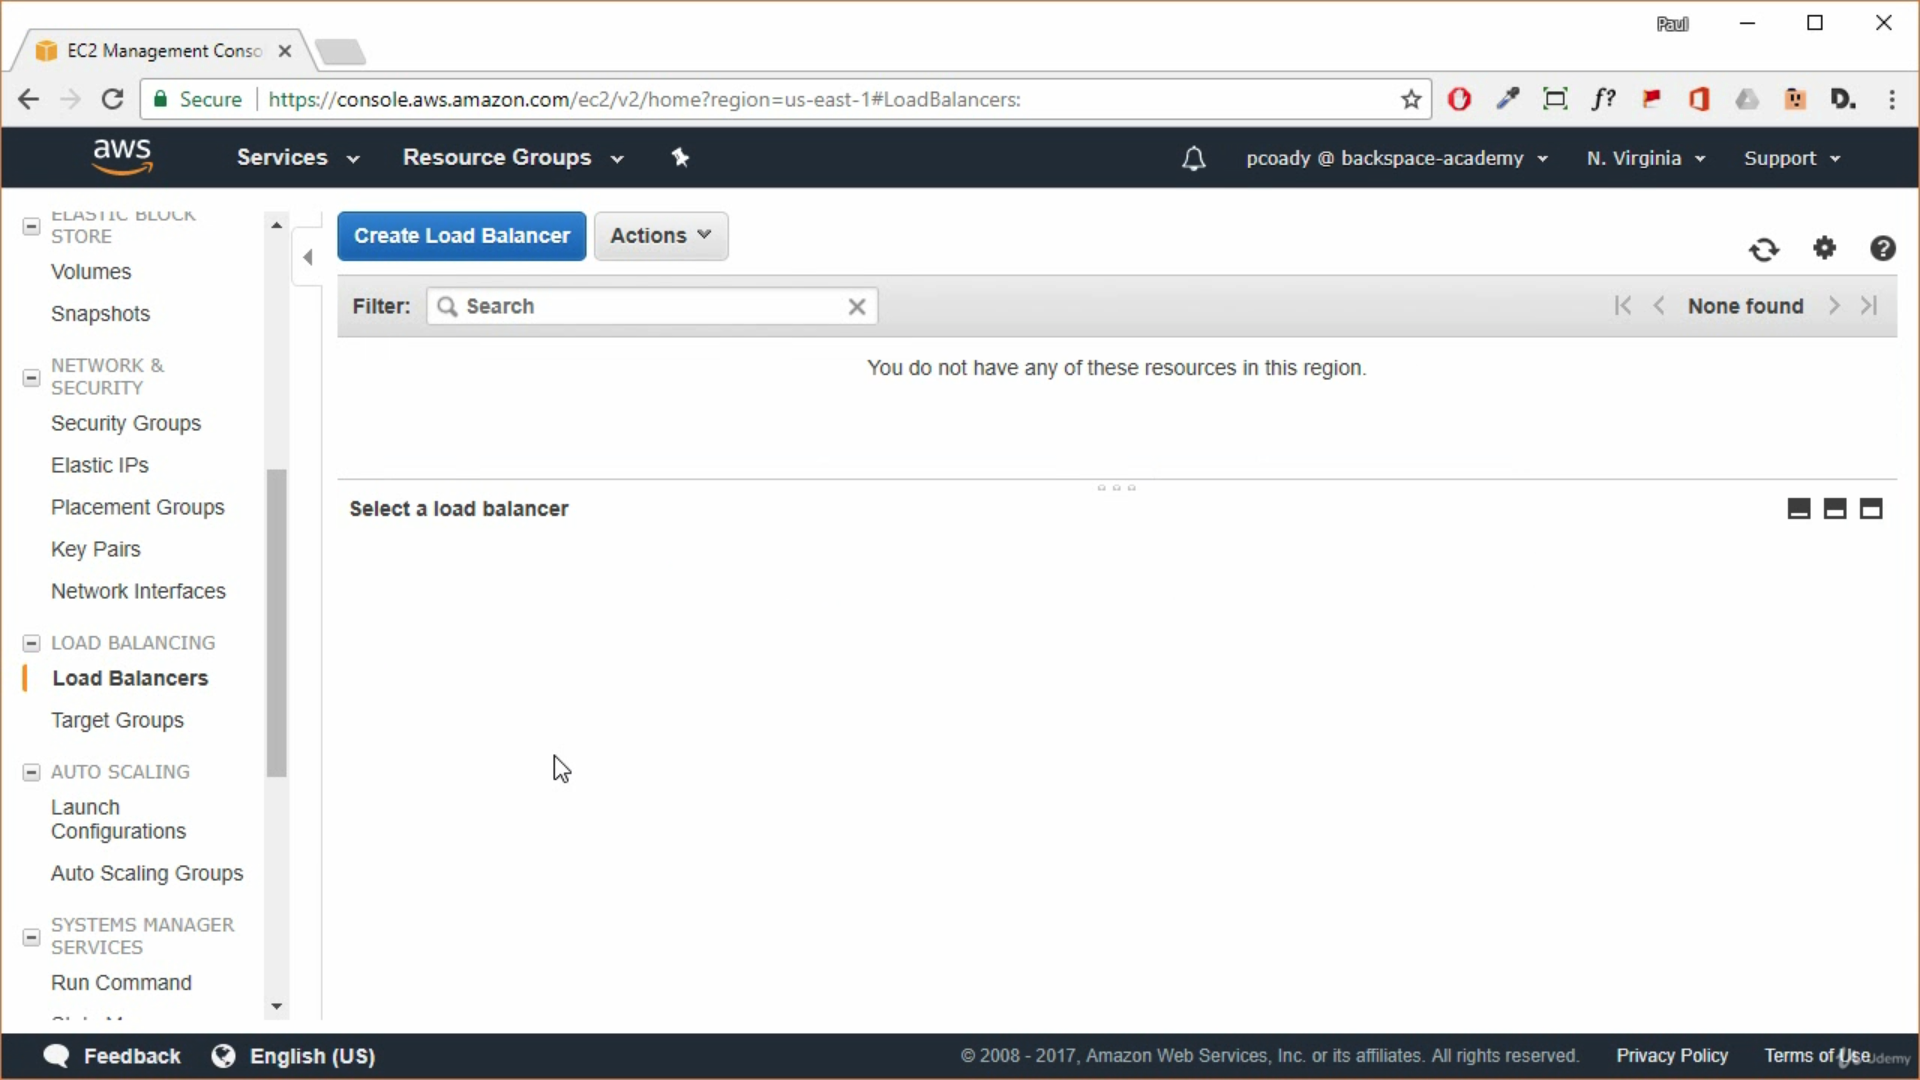 Paul
EC2 Management Conso
Secure https://console.aws.amazon.com/ec2/v2/home?region=us-east-1#LoadBalancers:
f? D.
aws Services Resource Groups pcoady @ backspace-academy N. Virginia Support
ELASTIC BLOCK
STORE
Volumes
Snapshots
NETWORK &
SECURITY
Security Groups
Elastic IPs
Placement Groups
Key Pairs
Network Interfaces
LOAD BALANCING
Load Balancers
Target Groups
AUTO SCALING
Launch
Configurations
Auto Scaling Groups
SYSTEMS MANAGER
SERVICES
Run Command
Create Load Balancer Actions
Filter: Search None found
You do not have any of these resources in this region.
Select a load balancer
Feedback English (US) © 2008 - 2017, Amazon Web Services, Inc. or its affiliates. All rights reserved. Privacy Policy Terms of Use
Udemy